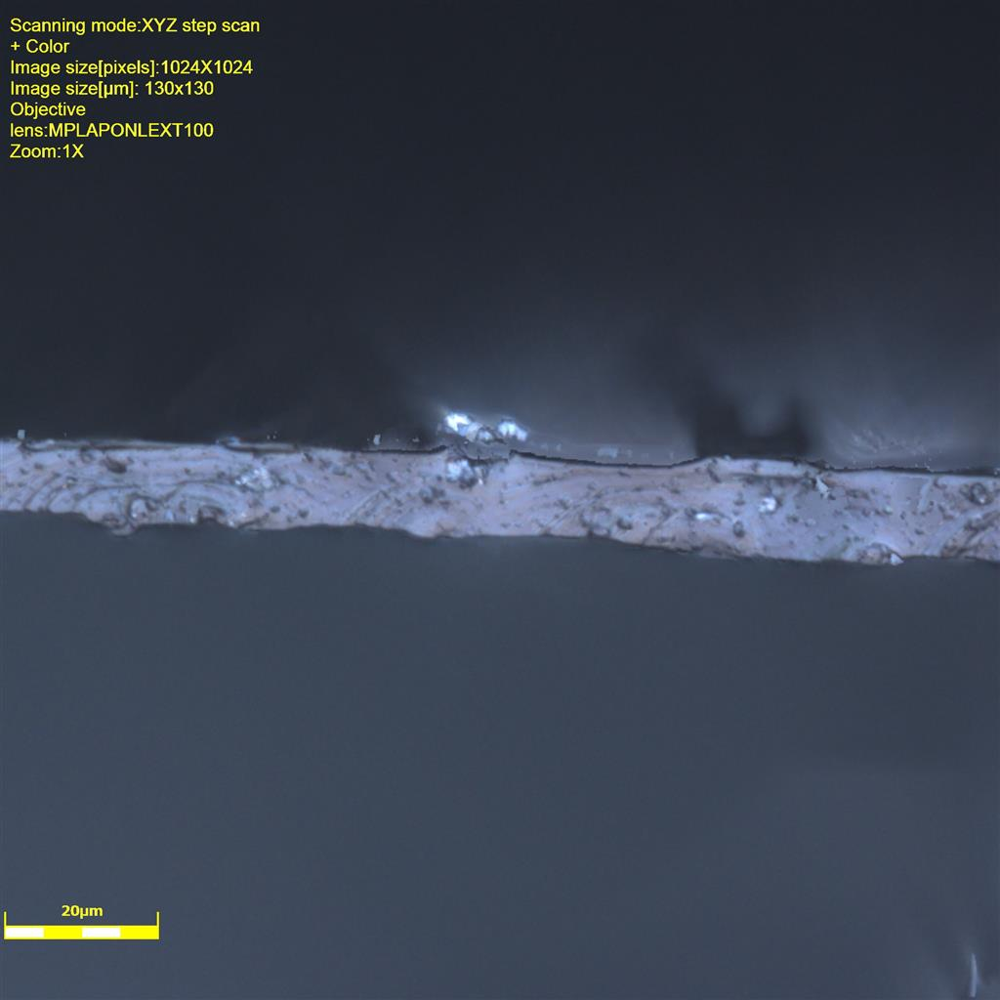 Scanning mode:XYZ step scan
+ Color
Image size[pixels]:1024X1024
Image size[µm]: 130x130
Objective
lens:MPLAPONLEXT100
Zoom:1X
20µm